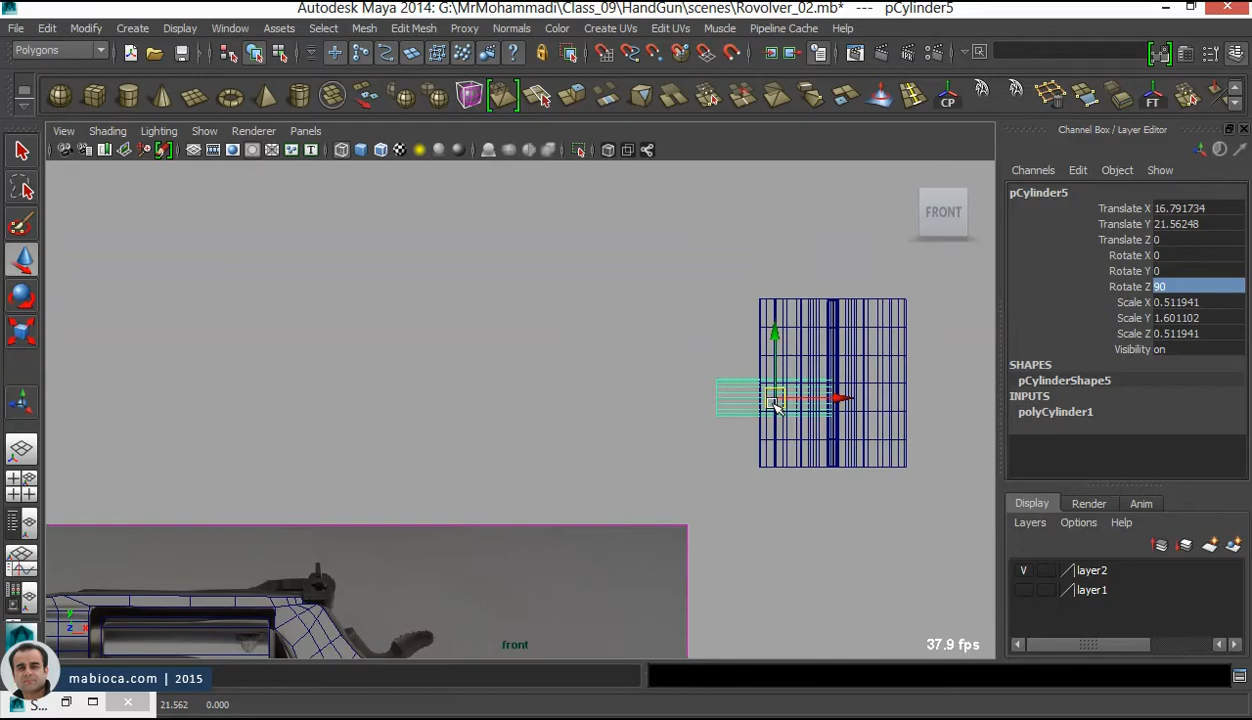 Autodesk Maya 2014: G:\MrMohammadi\Class_09\HandGun\scenes\Rovolver_02.mb* --- pCylinder5
File Edit Modify Create Display Window Assets Select Mesh Edit Mesh Proxy Normals Color Create UVs Edit UVs Muscle Pipeline Cache Help
Polygons
CP FT
View Shading Lighting Show Renderer Panels
Channel Box / Layer Editor
Channels Edit Object Show
pCylinder5
Translate X 16.791734
Translate Y 21.56248
Translate Z 0
Rotate X 0
Rotate Y 0
Rotate Z 90
Scale X 0.511941
Scale Y 1.601102
Scale Z 0.511941
Visibility on
SHAPES
pCylinderShape5
INPUTS
polyCylinder1
FRONT
Display Render Anim
Layers Options Help
V layer2
layer1
y
z x
front
37.9 fps
mabioca.com | 2015
S...
21.562 0.000